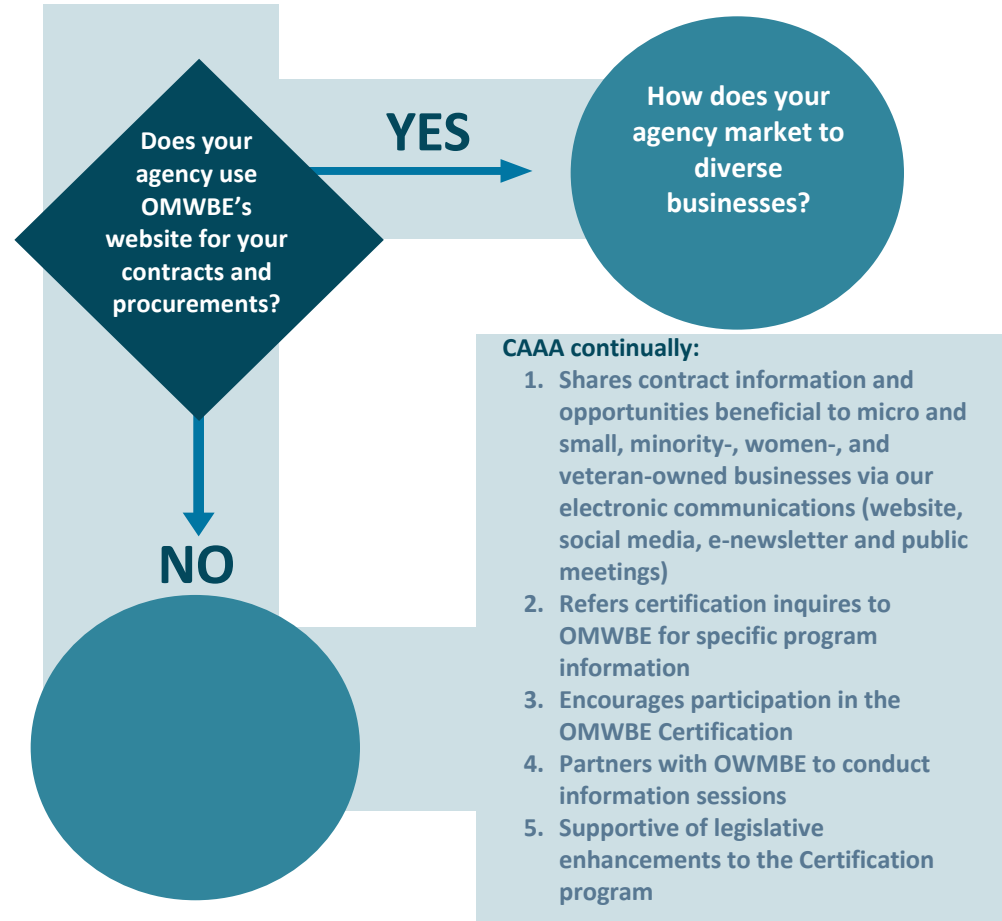 Does your
agency use
OMWBE’s
website for your
contracts and
procurements?
YES
How does your
agency market to
diverse
businesses?
NO
CAAA continually:
1. Shares contract information and
opportunities beneficial to micro and
small, minority-, women-, and
veteran-owned businesses via our
electronic communications (website,
social media, e-newsletter and public
meetings)
2. Refers certification inquires to
OMWBE for specific program
information
3. Encourages participation in the
OMWBE Certification
4. Partners with OWMBE to conduct
information sessions
5. Supportive of legislative
enhancements to the Certification
program